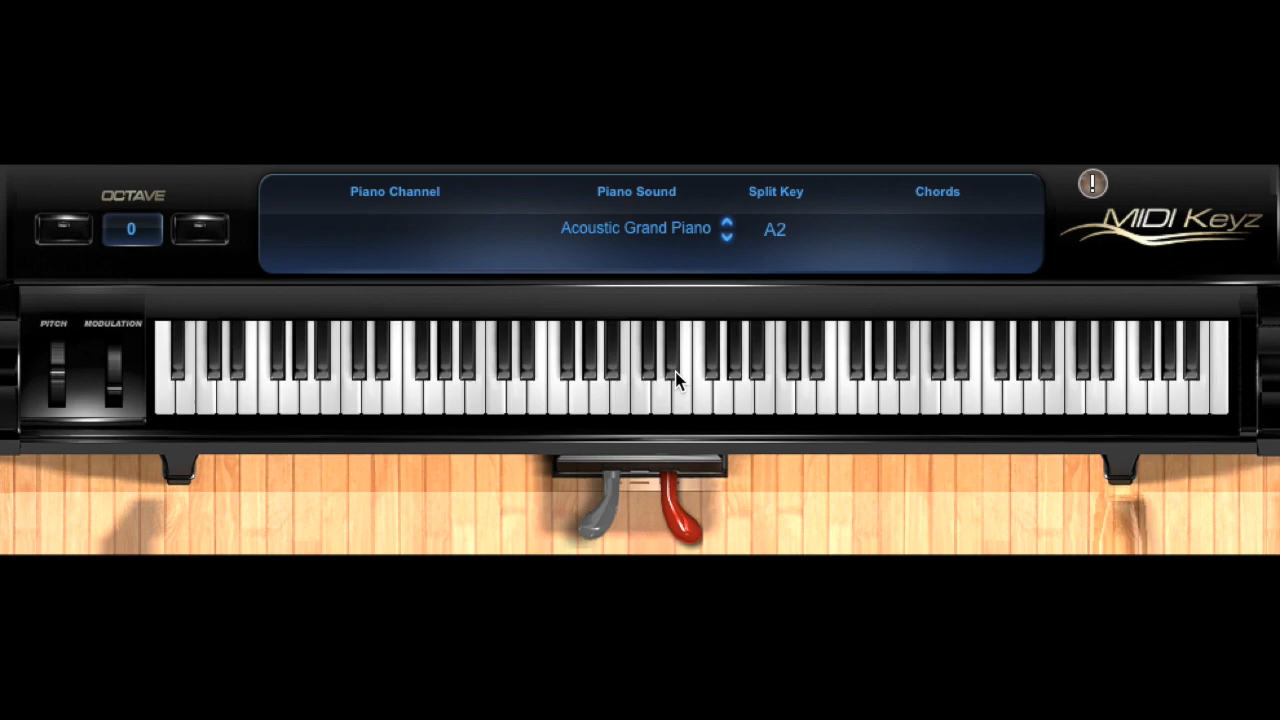 OCTAVE
0
Piano Channel
Piano Sound
Split Key
Chords
Acoustic Grand Piano
A2
!
MIDI Keyz
PITCH
MODULATION